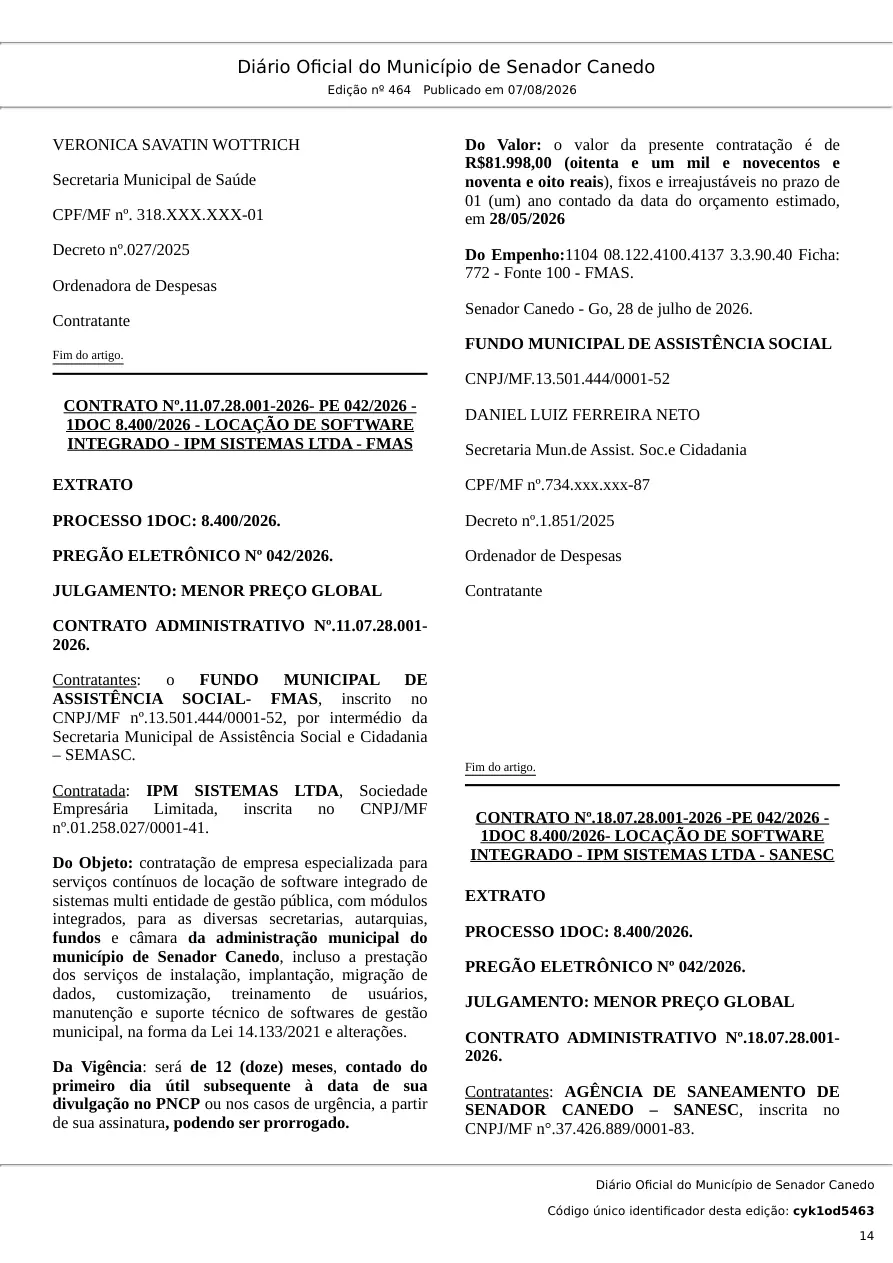 Diário Oficial do Município de Senador Canedo
Edição nº 464 Publicado em 07/08/2026
VERONICA SAVATIN WOTTRICH
Secretaria Municipal de Saúde
CPF/MF nº. 318.XXX.XXX-01
Decreto nº.027/2025
Ordenadora de Despesas
Contratante
Fim do artigo.
CONTRATO Nº.11.07.28.001-2026- PE 042/2026 -
1DOC 8.400/2026 - LOCAÇÃO DE SOFTWARE
INTEGRADO - IPM SISTEMAS LTDA - FMAS
EXTRATO
PROCESSO 1DOC: 8.400/2026.
PREGÃO ELETRÔNICO Nº 042/2026.
JULGAMENTO: MENOR PREÇO GLOBAL
CONTRATO ADMINISTRATIVO Nº.11.07.28.001-
2026.
Contratantes: o FUNDO MUNICIPAL DE
ASSISTÊNCIA SOCIAL- FMAS, inscrito no
CNPJ/MF nº.13.501.444/0001-52, por intermédio da
Secretaria Municipal de Assistência Social e Cidadania
– SEMASC.
Contratada: IPM SISTEMAS LTDA, Sociedade
Empresária Limitada, inscrita no CNPJ/MF
nº.01.258.027/0001-41.
Do Objeto: contratação de empresa especializada para
serviços contínuos de locação de software integrado de
sistemas multi entidade de gestão pública, com módulos
integrados, para as diversas secretarias, autarquias,
fundos e câmara da administração municipal do
município de Senador Canedo, incluso a prestação
dos serviços de instalação, implantação, migração de
dados, customização, treinamento de usuários,
manutenção e suporte técnico de softwares de gestão
municipal, na forma da Lei 14.133/2021 e alterações.
Da Vigência: será de 12 (doze) meses, contado do
primeiro dia útil subsequente à data de sua
divulgação no PNCP ou nos casos de urgência, a partir
de sua assinatura, podendo ser prorrogado.
Do Valor: o valor da presente contratação é de
R$81.998,00 (oitenta e um mil e novecentos e
noventa e oito reais), fixos e irreajustáveis no prazo de
01 (um) ano contado da data do orçamento estimado,
em 28/05/2026
Do Empenho:1104 08.122.4100.4137 3.3.90.40 Ficha:
772 - Fonte 100 - FMAS.
Senador Canedo - Go, 28 de julho de 2026.
FUNDO MUNICIPAL DE ASSISTÊNCIA SOCIAL
CNPJ/MF.13.501.444/0001-52
DANIEL LUIZ FERREIRA NETO
Secretaria Mun.de Assist. Soc.e Cidadania
CPF/MF nº.734.xxx.xxx-87
Decreto nº.1.851/2025
Ordenador de Despesas
Contratante
Fim do artigo.
CONTRATO Nº.18.07.28.001-2026 -PE 042/2026 -
1DOC 8.400/2026- LOCAÇÃO DE SOFTWARE
INTEGRADO - IPM SISTEMAS LTDA - SANESC
EXTRATO
PROCESSO 1DOC: 8.400/2026.
PREGÃO ELETRÔNICO Nº 042/2026.
JULGAMENTO: MENOR PREÇO GLOBAL
CONTRATO ADMINISTRATIVO Nº.18.07.28.001-
2026.
Contratantes: AGÊNCIA DE SANEAMENTO DE
SENADOR CANEDO – SANESC, inscrita no
CNPJ/MF n°.37.426.889/0001-83.
Diário Oficial do Município de Senador Canedo
Código único identificador desta edição: cyk1od5463
14